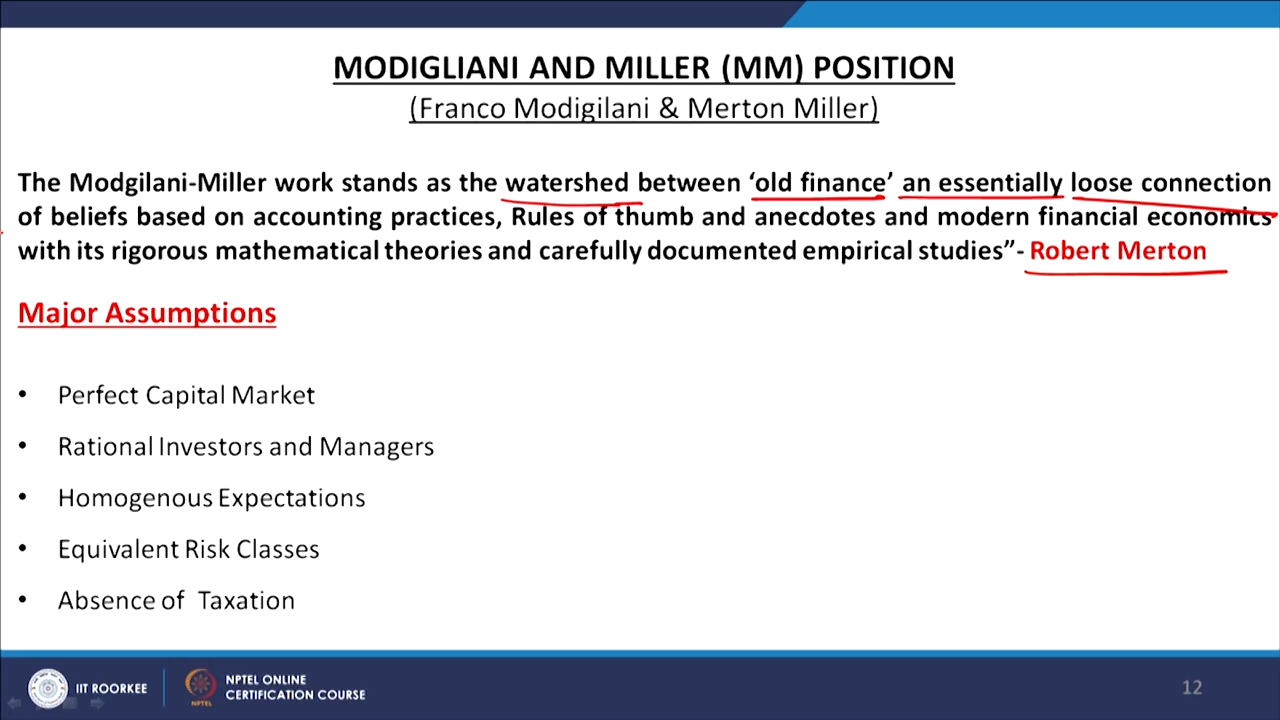 MODIGLIANI AND MILLER (MM) POSITION
(Franco Modigilani & Merton Miller)
The Modgilani-Miller work stands as the watershed between ‘old finance’ an essentially loose connection
of beliefs based on accounting practices, Rules of thumb and anecdotes and modern financial economics
with its rigorous mathematical theories and carefully documented empirical studies”- Robert Merton
Major Assumptions
• Perfect Capital Market
• Rational Investors and Managers
• Homogenous Expectations
• Equivalent Risk Classes
• Absence of Taxation
IIT ROORKEE
NPTEL
NPTEL ONLINE
CERTIFICATION COURSE
12